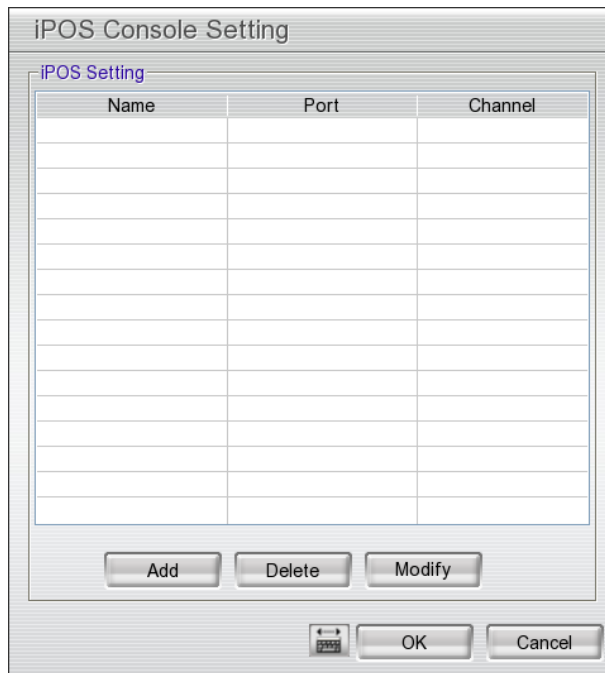 iPOS Console Setting
iPOS Setting
Name Port Channel
Add Delete Modify
OK Cancel